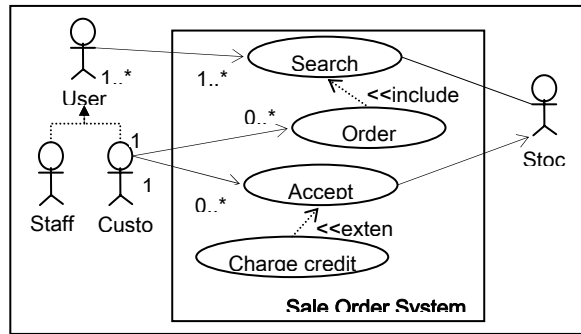 Search
1..*
1..*
User
<<include
0..*
Order
1
Stoc
1
Accept
Staff
Custo
0..*
<<exten
Charge credit
Sale Order System